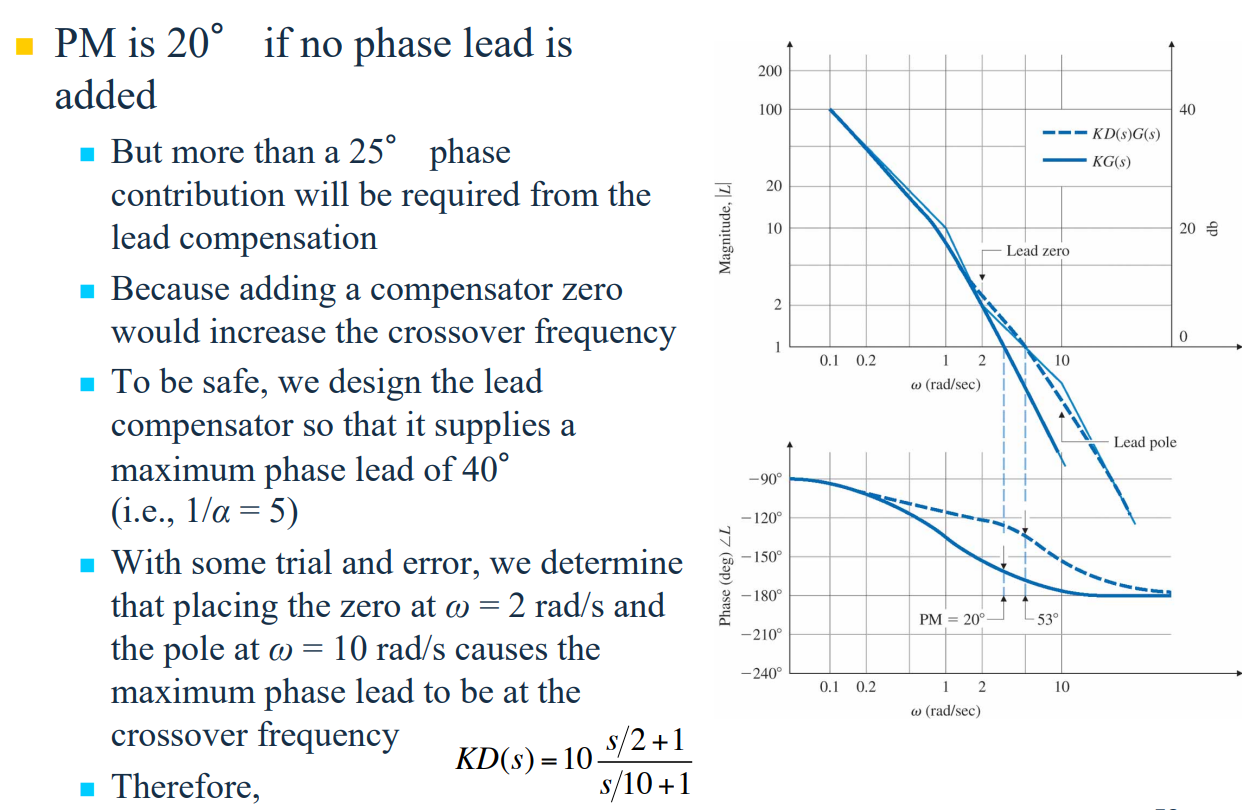 PM is 20° if no phase lead is
added
But more than a 25° phase
contribution will be required from the
lead compensation
Because adding a compensator zero
would increase the crossover frequency
To be safe, we design the lead
compensator so that it supplies a
maximum phase lead of 40°
(i.e., 1/α = 5)
With some trial and error, we determine
that placing the zero at ω = 2 rad/s and
the pole at ω = 10 rad/s causes the
maximum phase lead to be at the
crossover frequency
Therefore,
KD(s) = 10 (s/2+1)/(s/10+1)
Magnitude, |L|
200
100
20
10
2
1
40
20
0
db
KD(s)G(s)
KG(s)
Lead zero
0.1 0.2 1 2 10
ω (rad/sec)
Lead pole
Phase (deg) ∠L
−90°
−120°
−150°
−180°
−210°
−240°
PM = 20°
53°
0.1 0.2 1 2 10
ω (rad/sec)